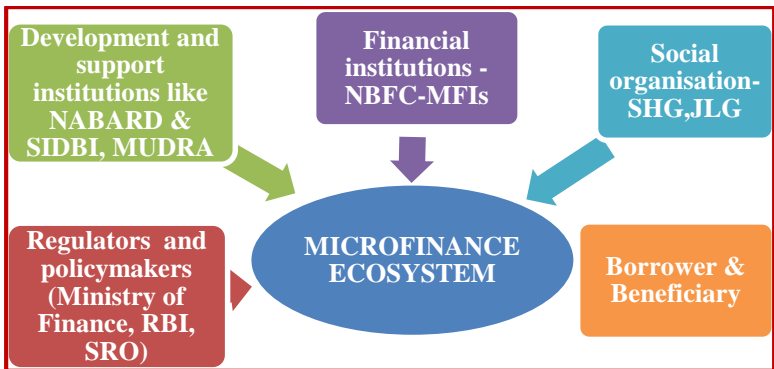 Development and
support
institutions like
NABARD &
SIDBI, MUDRA
Financial
institutions -
NBFC-MFIs
Social
organisation-
SHG,JLG
Regulators and
policymakers
(Ministry of
Finance, RBI,
SRO)
MICROFINANCE
ECOSYSTEM
Borrower &
Beneficiary